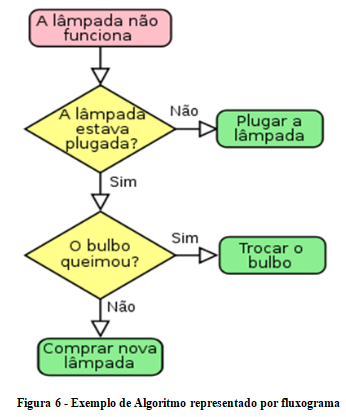 A lâmpada não
funciona
A lâmpada
estava
plugada?
Não
Plugar a
lâmpada
Sim
O bulbo
queimou?
Sim
Trocar o
bulbo
Não
Comprar nova
lâmpada
Figura 6 - Exemplo de Algoritmo representado por fluxograma